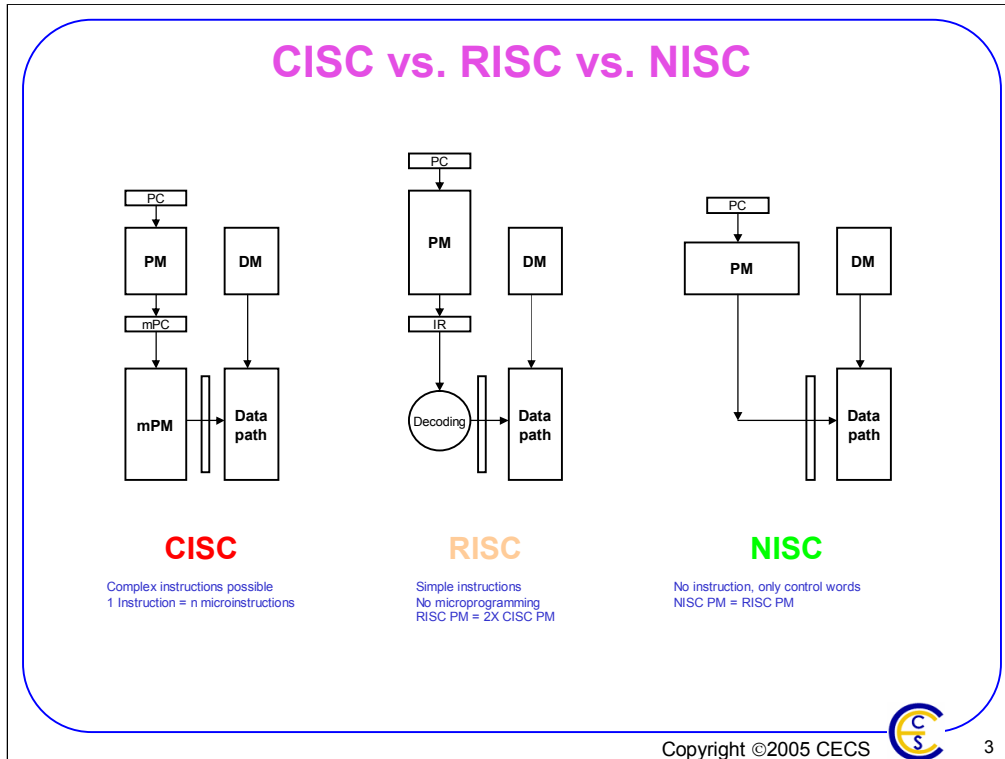 CISC vs. RISC vs. NISC
PC
PM
DM
mPC
mPM
Data
path
PC
PM
DM
IR
Decoding
Data
path
PC
PM
DM
Data
path
CISC
Complex instructions possible
1 Instruction = n microinstructions
RISC
Simple instructions
No microprogramming
RISC PM = 2X CISC PM
NISC
No instruction, only control words
NISC PM = RISC PM
Copyright ©2005 CECS
C
S
3